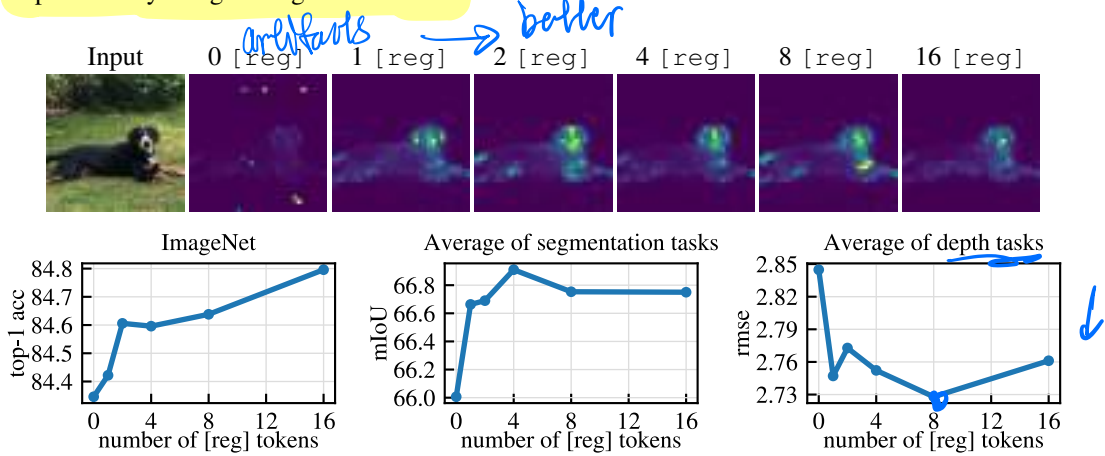 artifacts → better
Input 0 [reg] 1 [reg] 2 [reg] 4 [reg] 8 [reg] 16 [reg]
ImageNet
84.8
84.7
84.6
84.5
84.4
top-1 acc
0 4 8 12 16
number of [reg] tokens
Average of segmentation tasks
66.8
66.6
66.4
66.2
66.0
mIoU
0 4 8 12 16
number of [reg] tokens
Average of depth tasks
2.85
2.82
2.79
2.76
2.73
rmse
0 4 8 12 16
number of [reg] tokens